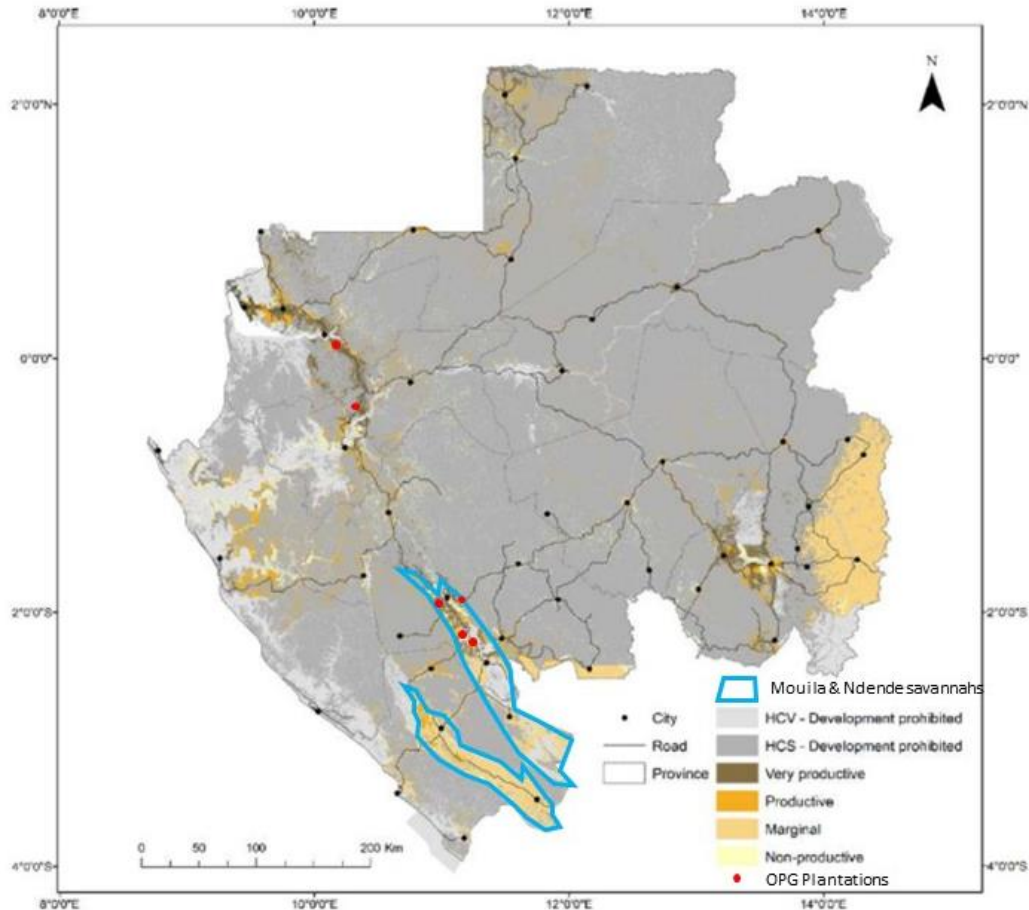 8°0'0"E 10°0'0"E 12°0'0"E 14°0'0"E
N
2°0'0"N 2°0'0"N
0°0'0" 0°0'0"
2°0'0"S 2°0'0"S
Mouila & Ndende savannahs
City
Road
Province
HCV - Development prohibited
HCS - Development prohibited
Very productive
Productive
Marginal
Non-productive
OPG Plantations
0 50 100 200 Km
4°0'0"S 4°0'0"S
8°0'0"E 10°0'0"E 12°0'0"E 14°0'0"E